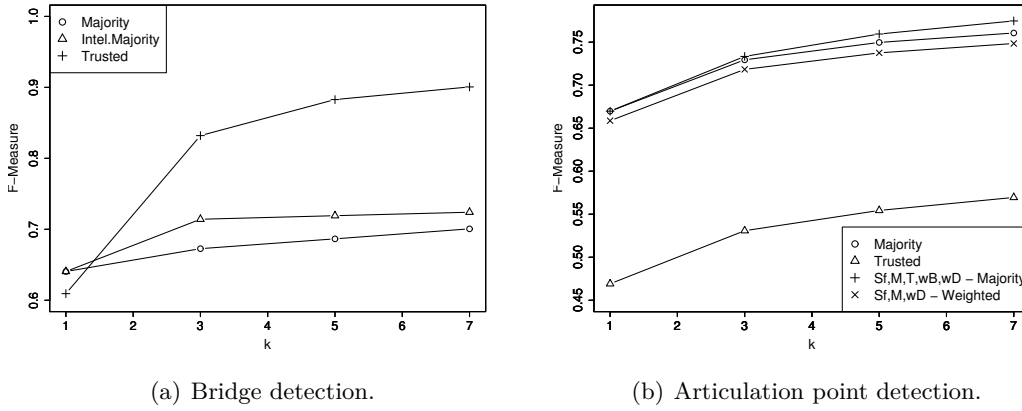 Majority
Intel.Majority
Trusted
1.0
0.9
0.8
0.7
0.6
F−Measure
1 2 3 4 5 6 7
k
(a) Bridge detection.
0.75
0.70
0.65
0.60
0.55
0.50
0.45
F−Measure
Majority
Trusted
Sf,M,T,wB,wD − Majority
Sf,M,wD − Weighted
1 2 3 4 5 6 7
k
(b) Articulation point detection.